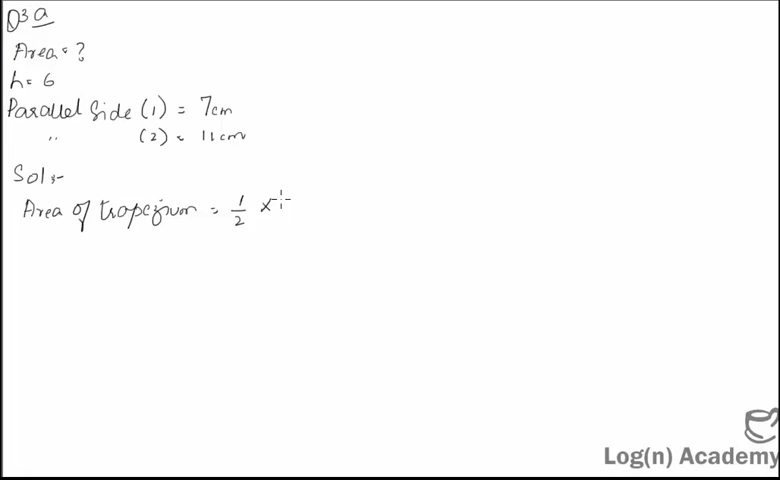 Q3 a
Area = ?
h = 6
Parallel Side (1) = 7cm
,, (2) = 11cm
Sol:-
Area of trapezium = 1/2 x
Log(n) Academy